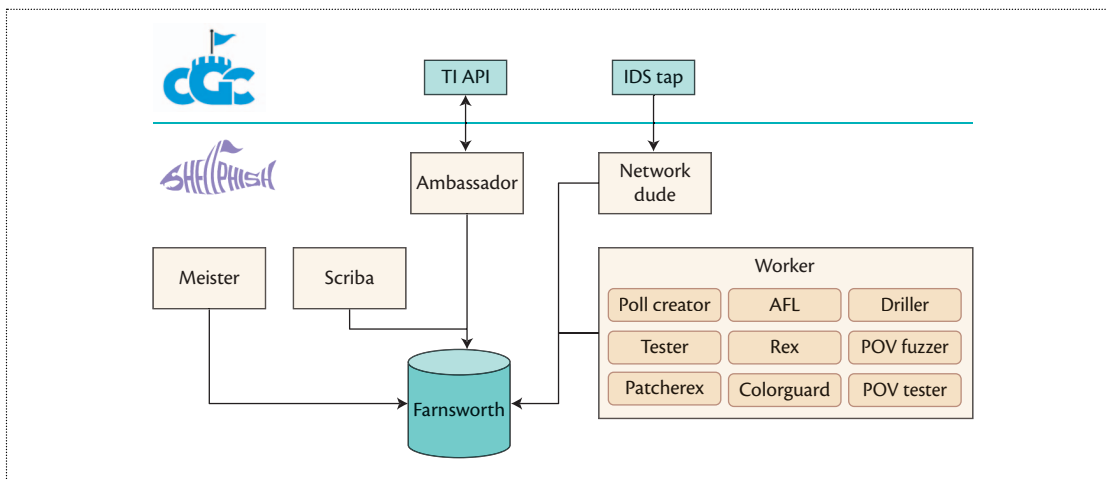 CGC
TI API
IDS tap
SHELLPHISH
Ambassador
Network
dude
Meister
Scriba
Worker
Poll creator
AFL
Driller
Tester
Rex
POV fuzzer
Patcherex
Colorguard
POV tester
Farnsworth